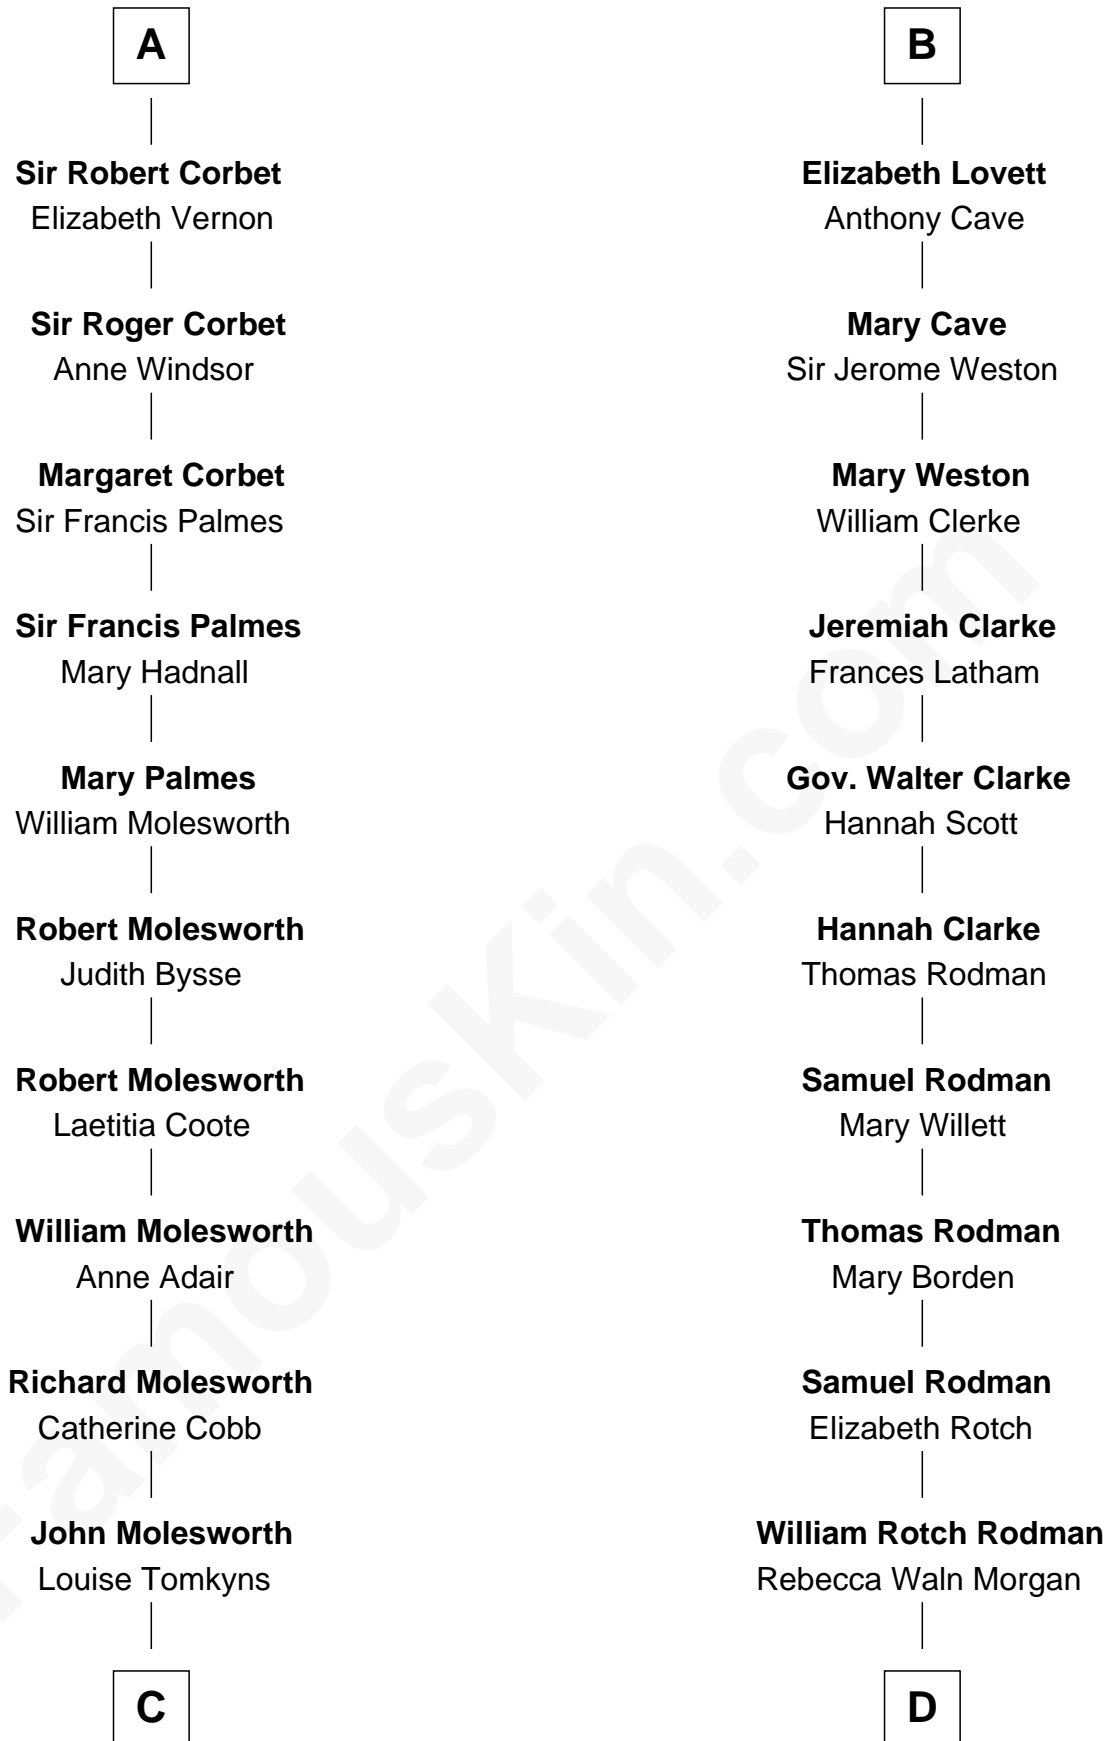 A
Sir Robert Corbet
Elizabeth Vernon
Sir Roger Corbet
Anne Windsor
Margaret Corbet
Sir Francis Palmes
Sir Francis Palmes
Mary Hadnall
Mary Palmes
William Molesworth
Robert Molesworth
Judith Bysse
Robert Molesworth
Laetitia Coote
William Molesworth
Anne Adair
Richard Molesworth
Catherine Cobb
John Molesworth
Louise Tomkyns
C
B
Elizabeth Lovett
Anthony Cave
Mary Cave
Sir Jerome Weston
Mary Weston
William Clerke
Jeremiah Clarke
Frances Latham
Gov. Walter Clarke
Hannah Scott
Hannah Clarke
Thomas Rodman
Samuel Rodman
Mary Willett
Thomas Rodman
Mary Borden
Samuel Rodman
Elizabeth Rotch
William Rotch Rodman
Rebecca Waln Morgan
D
FamousKin.com